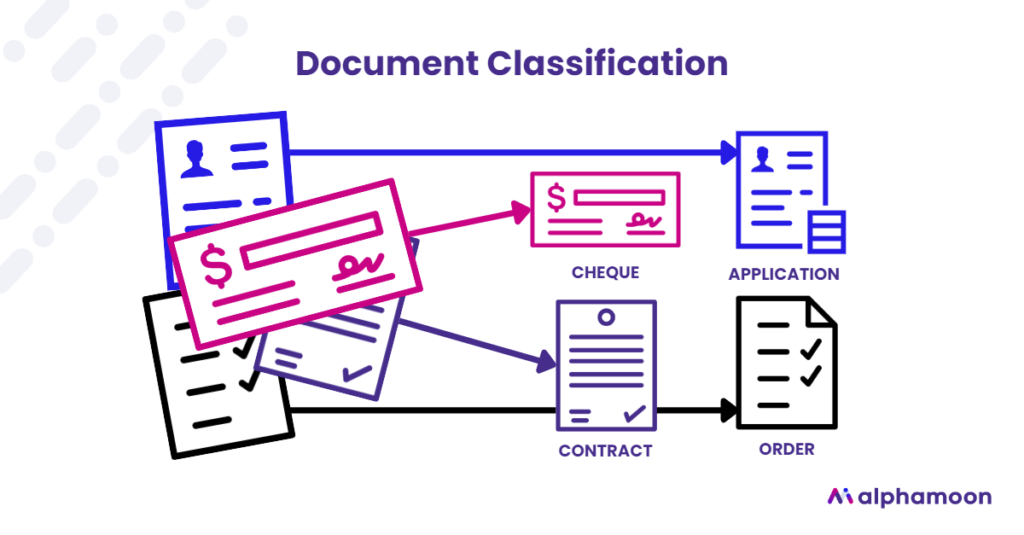 Document Classification
$
$
CHEQUE
APPLICATION
CONTRACT
ORDER
alphamoon